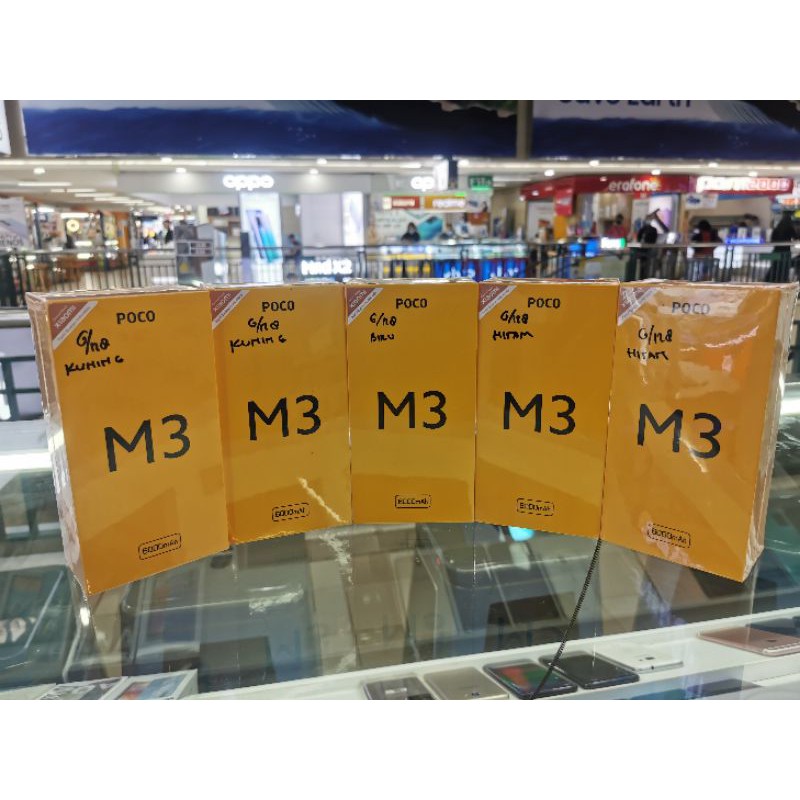 oppo
erafone
POCO
6/128
KUNING
M3
6000mAh
POCO
6/128
KUNING
M3
6000mAh
POCO
6/128
BIRU
M3
6000mAh
POCO
6/128
HITAM
M3
6000mAh
POCO
6/128
HITAM
M3
6000mAh